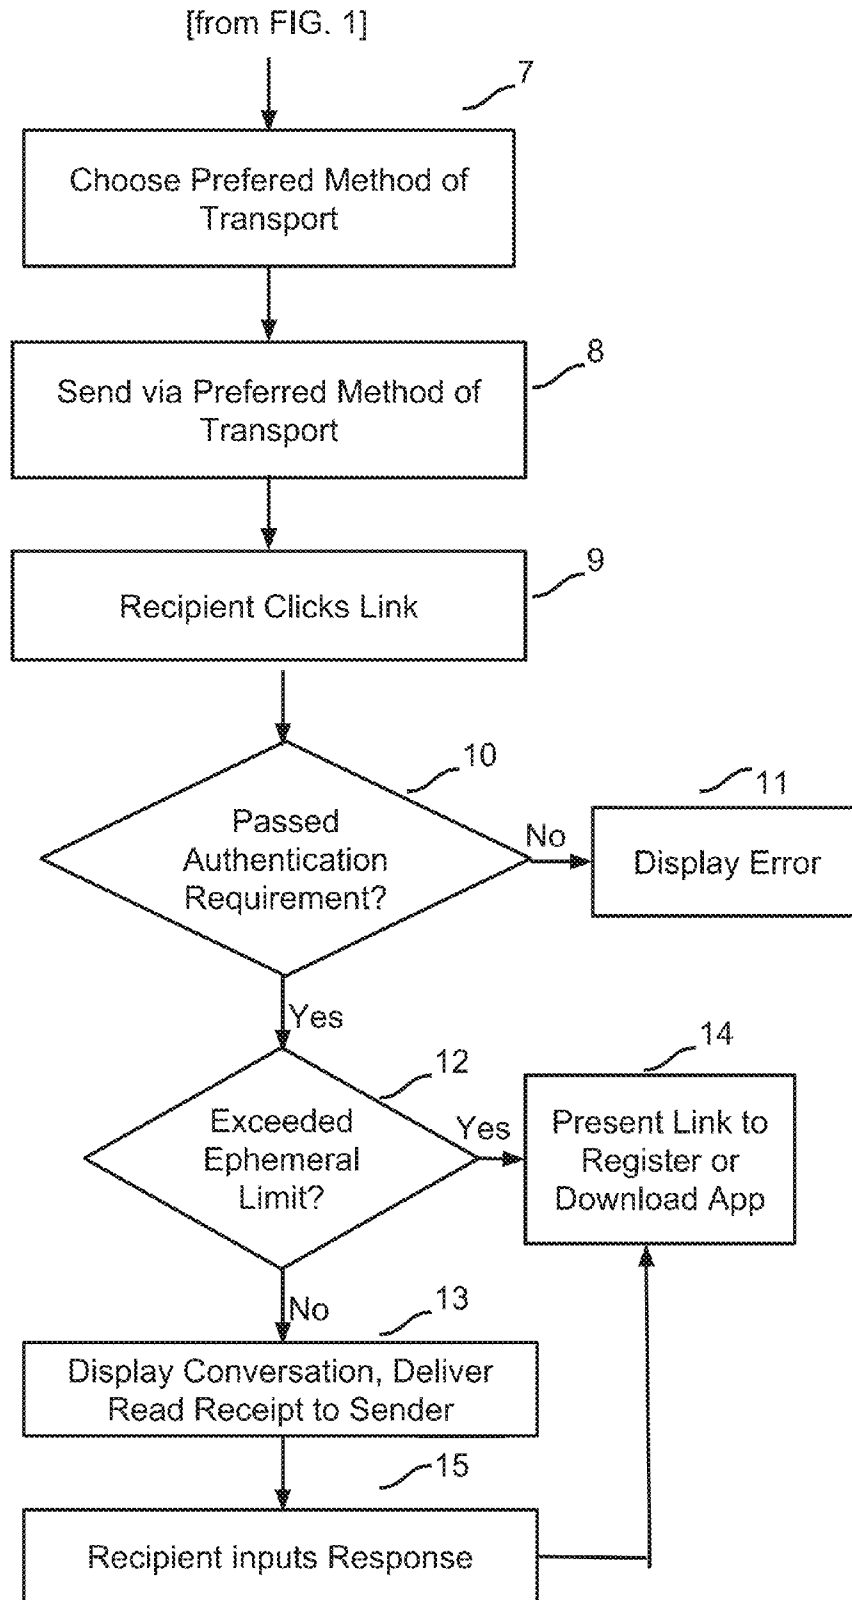 [from FIG. 1]
7
Choose Prefered Method of
Transport
8
Send via Preferred Method of
Transport
9
Recipient Clicks Link
10
Passed
Authentication
Requirement?
No
11
Display Error
Yes
12
Exceeded
Ephemeral
Limit?
Yes
14
Present Link to
Register or
Download App
No
13
Display Conversation, Deliver
Read Receipt to Sender
15
Recipient inputs Response